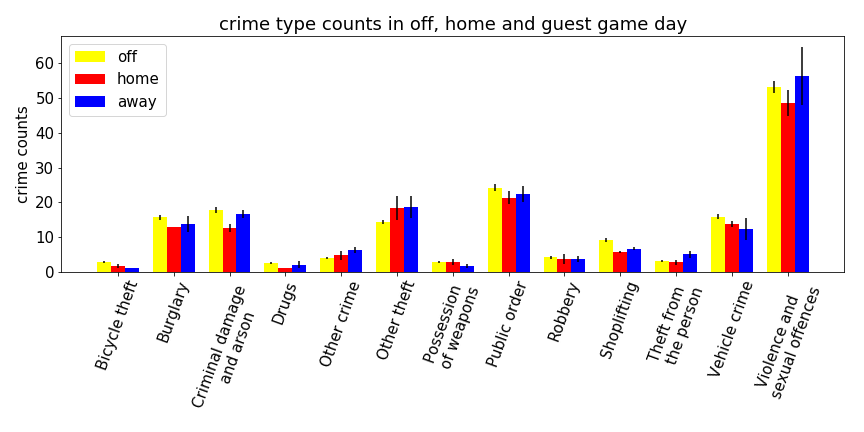 crime type counts in off, home and guest game day
off
home
away
crime counts
60
50
40
30
20
10
0
Bicycle theft
Burglary
Criminal damage
and arson
Drugs
Other crime
Other theft
Possession
of weapons
Public order
Robbery
Shoplifting
Theft from
the person
Vehicle crime
Violence and
sexual offences